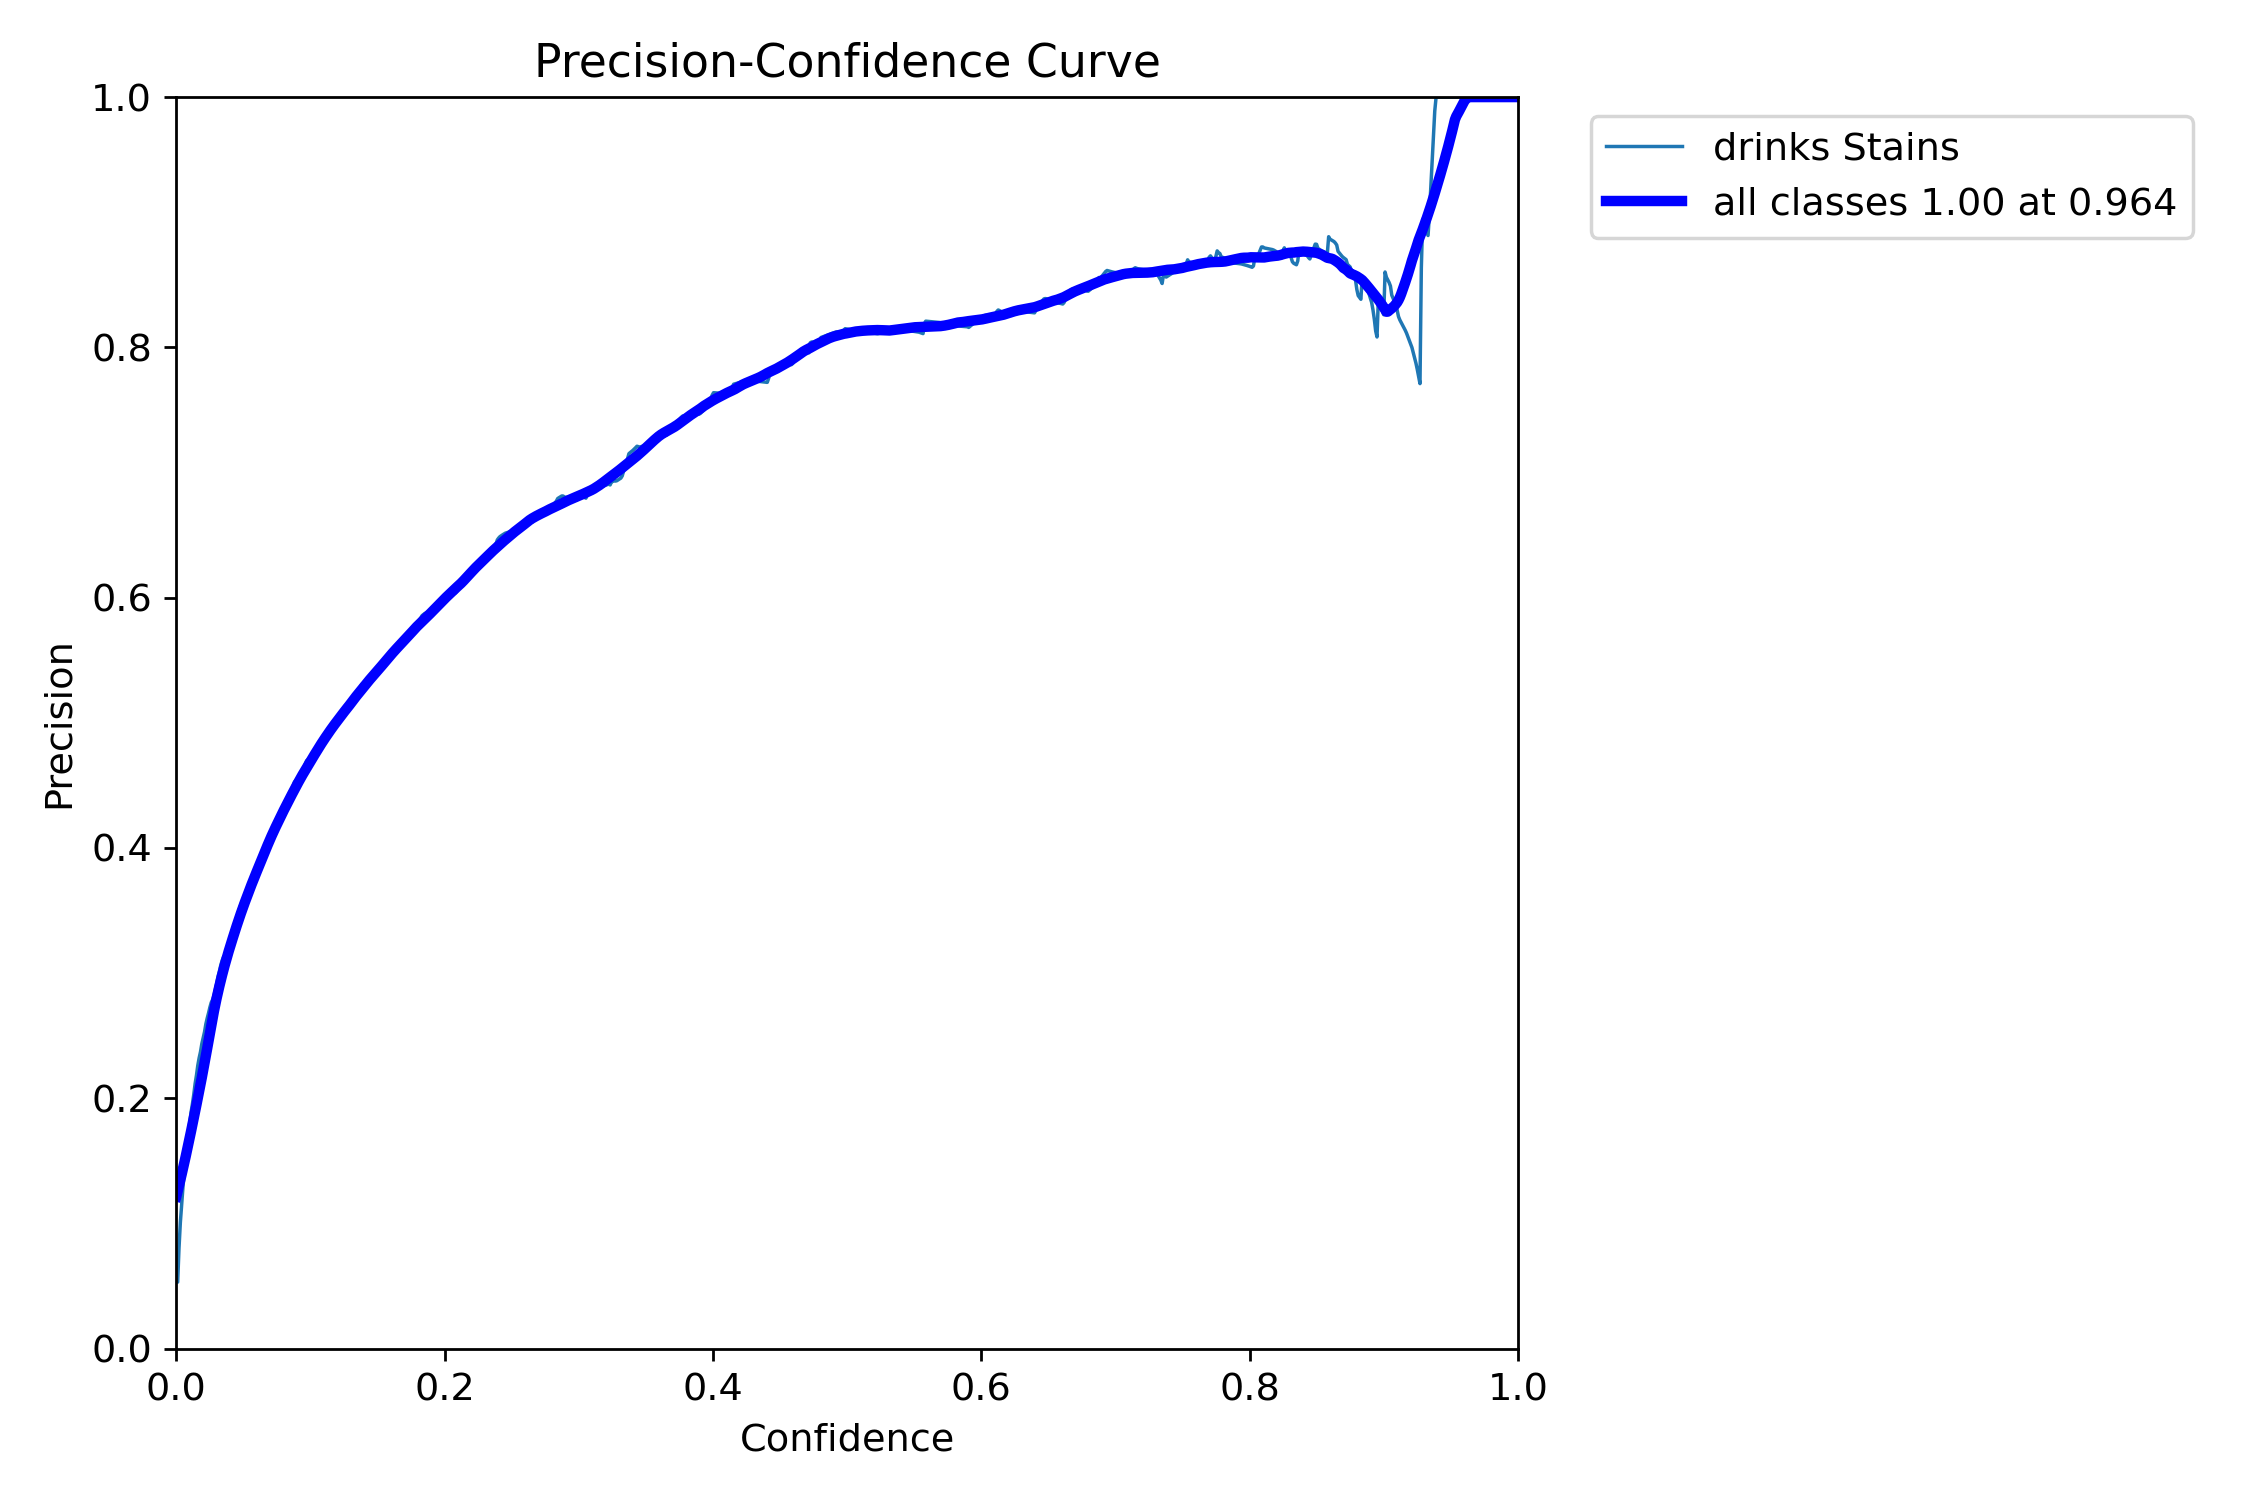 Precision-Confidence Curve
1.0
0.8
0.6
0.4
0.2
0.0
Precision
0.0 0.2 0.4 0.6 0.8 1.0
Confidence
drinks Stains
all classes 1.00 at 0.964